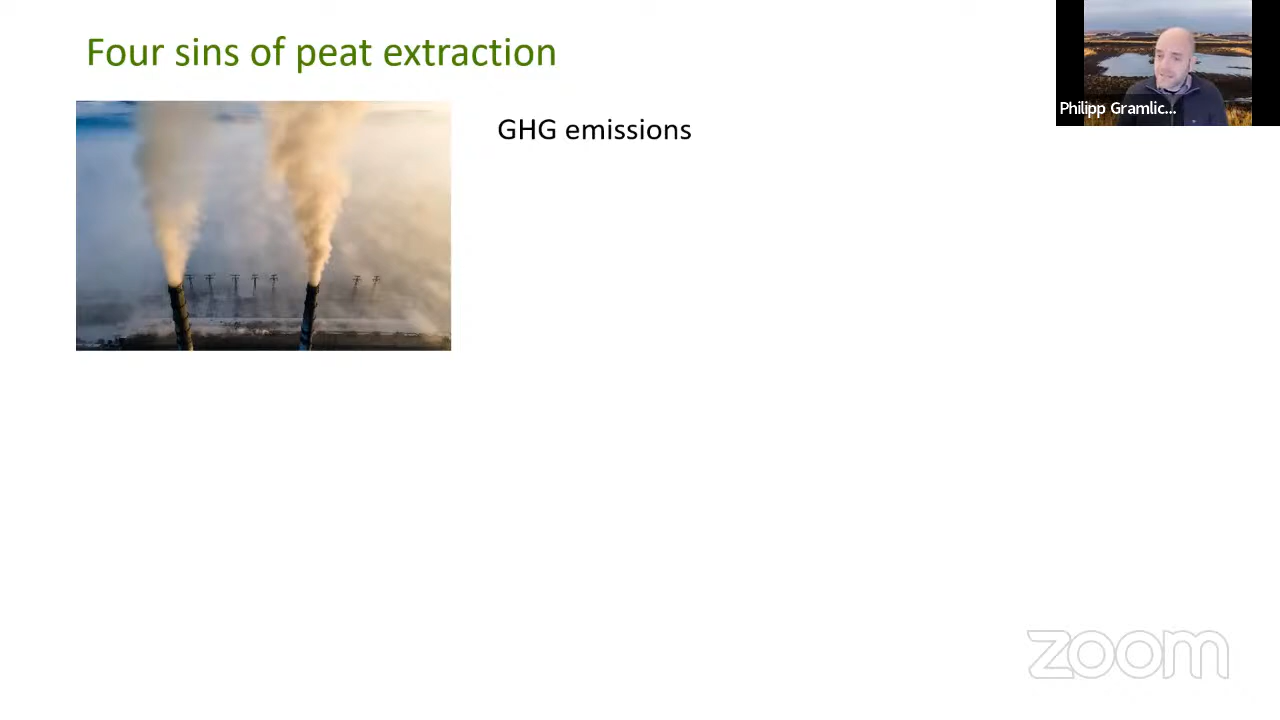 Four sins of peat extraction
Philipp Gramlic...
GHG emissions
zoom